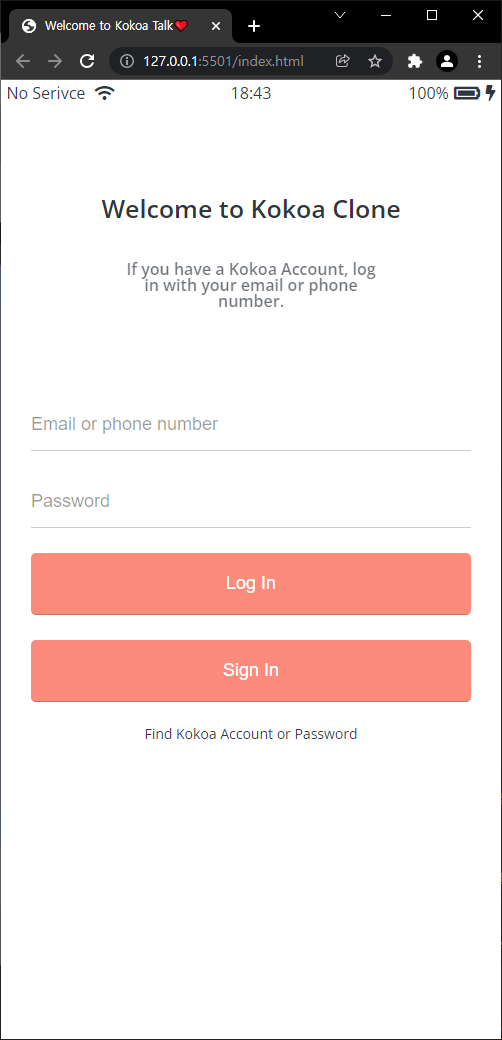 Welcome to Kokoa Talk❤️
127.0.0.1:5501/index.html
No Serivce 18:43 100%
Welcome to Kokoa Clone
If you have a Kokoa Account, log
in with your email or phone
number.
Email or phone number
Password
Log In
Sign In
Find Kokoa Account or Password